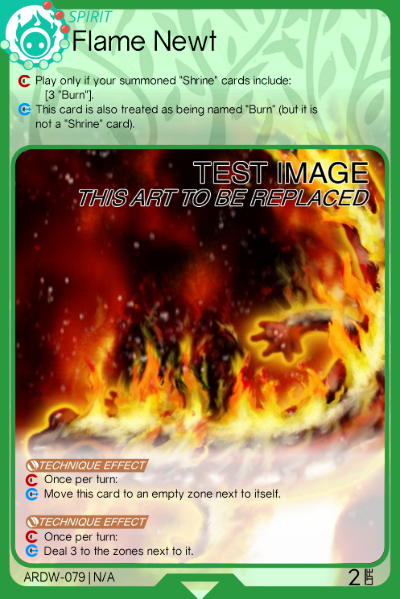 SPIRIT
Flame Newt
C Play only if your summoned "Shrine" cards include:
[3 "Burn"].
C This card is also treated as being named "Burn" (but it is
not a "Shrine" card).
TEST IMAGE
THIS ART TO BE REPLACED
TECHNIQUE EFFECT
C Once per turn:
C Move this card to an empty zone next to itself.
TECHNIQUE EFFECT
C Once per turn:
C Deal 3 to the zones next to it.
ARDW-079 | N/A
2 LIFE